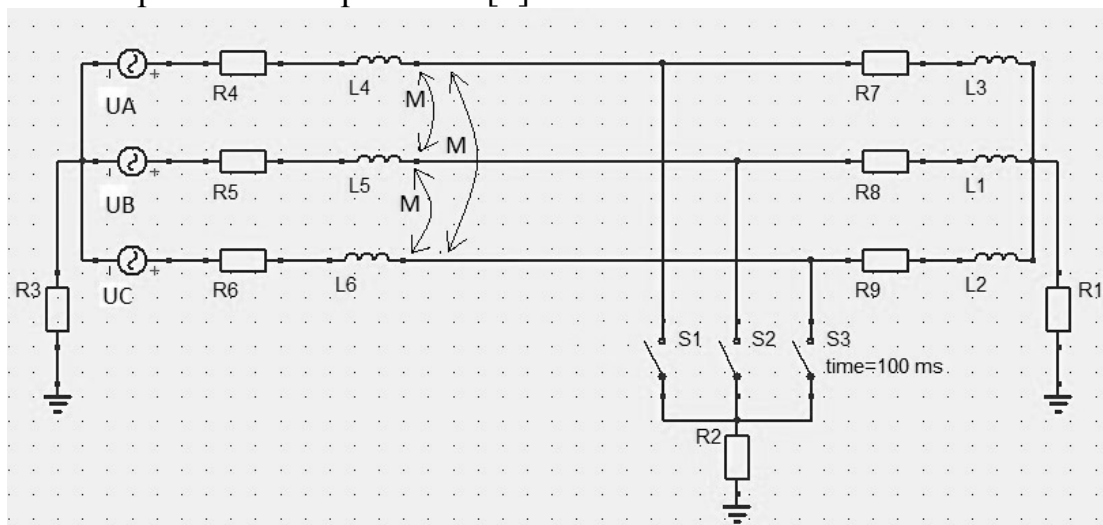 R4 L4 R7 L3
UA M
M
R5 L5 R8 L1
UB M
R3 R6 L6 R9 L2 R1
UC
S1 S2 S3
time=100 ms
R2